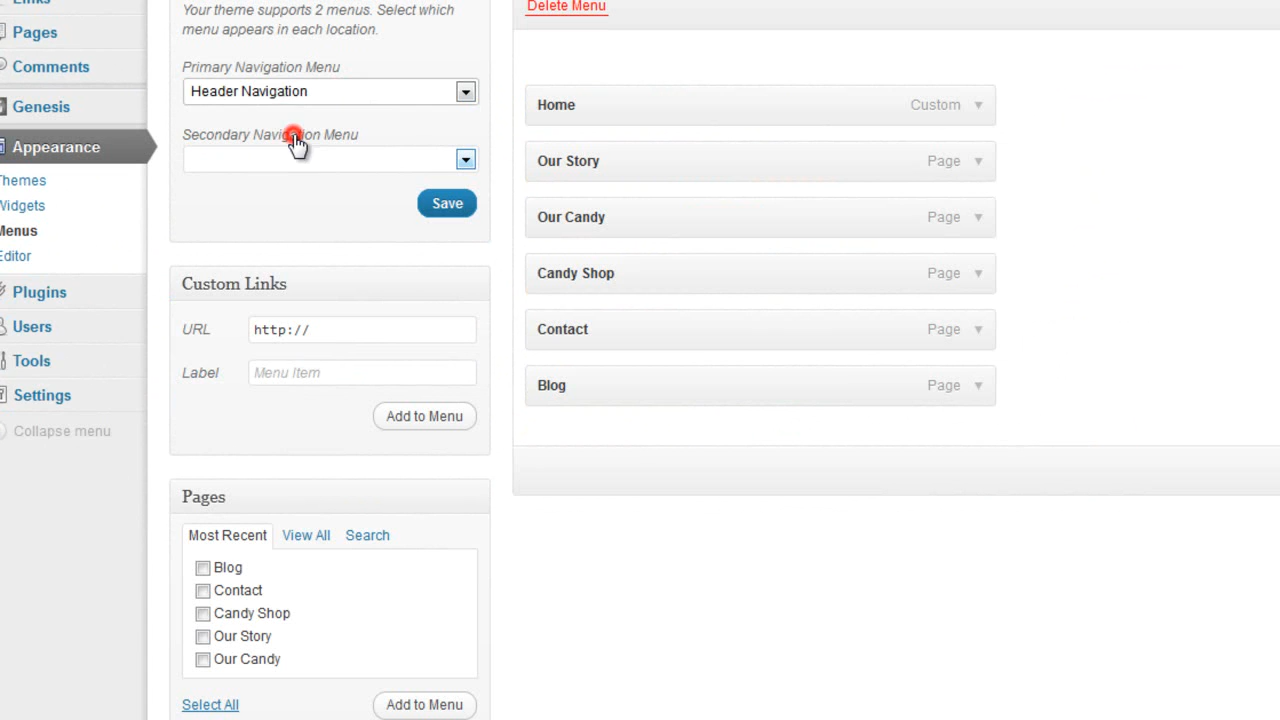 Pages
Comments
Genesis
Appearance
Themes
Widgets
Menus
Editor
Plugins
Users
Tools
Settings
Collapse menu
Your theme supports 2 menus. Select which
menu appears in each location.
Primary Navigation Menu
Header Navigation
Secondary Navigation Menu
Save
Custom Links
URL
http://
Label
Menu Item
Add to Menu
Pages
Most Recent View All Search
Blog
Contact
Candy Shop
Our Story
Our Candy
Select All
Add to Menu
Delete Menu
Home Custom
Our Story Page
Our Candy Page
Candy Shop Page
Contact Page
Blog Page